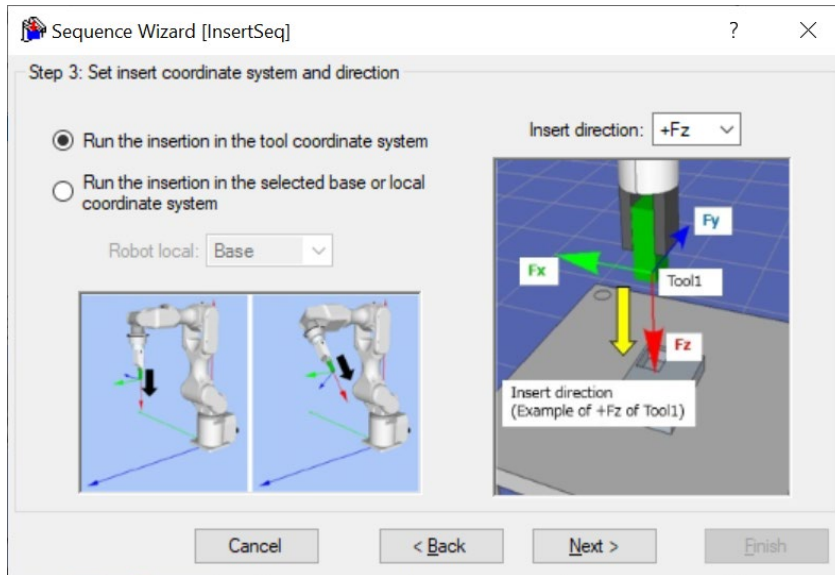 Sequence Wizard [InsertSeq]
?
Step 3: Set insert coordinate system and direction
Run the insertion in the tool coordinate system
Run the insertion in the selected base or local
coordinate system
Robot local: Base
Insert direction: +Fz
Fy
Fx
Tool1
Fz
Insert direction
(Example of +Fz of Tool1)
Cancel
< Back
Next >
Finish